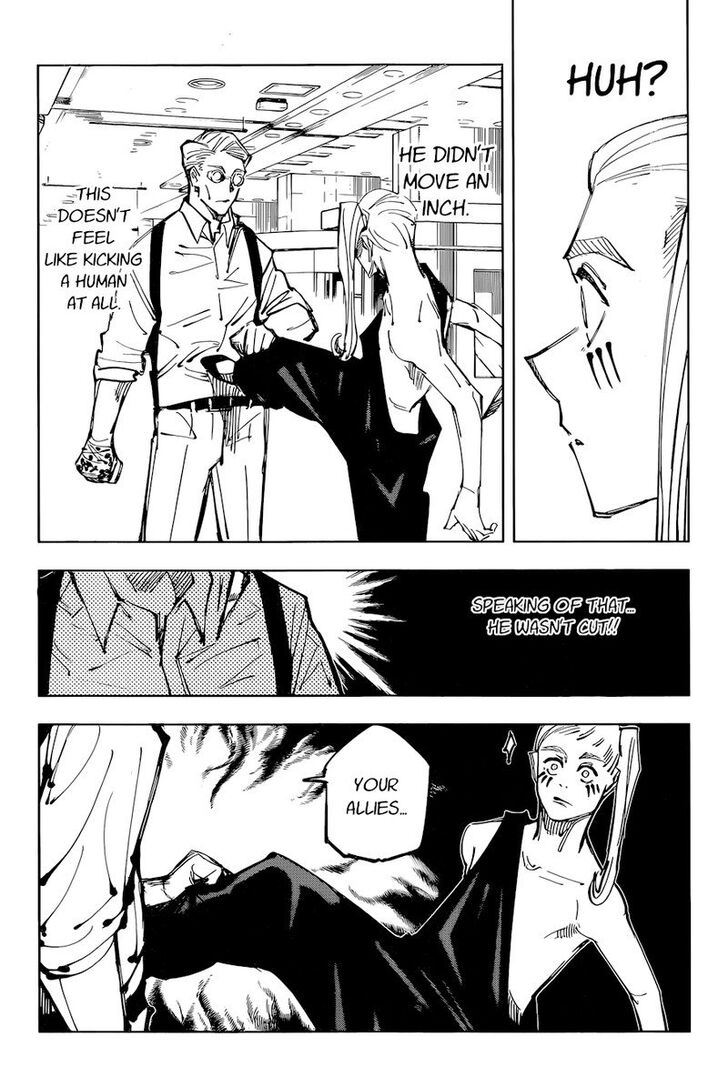 HUH?
HE DIDN'T
MOVE AN
INCH.
THIS
DOESN'T
FEEL
LIKE KICKING
A HUMAN
AT ALL.
SPEAKING OF THAT...
HE WASN'T CUT!!
YOUR
ALLIES...